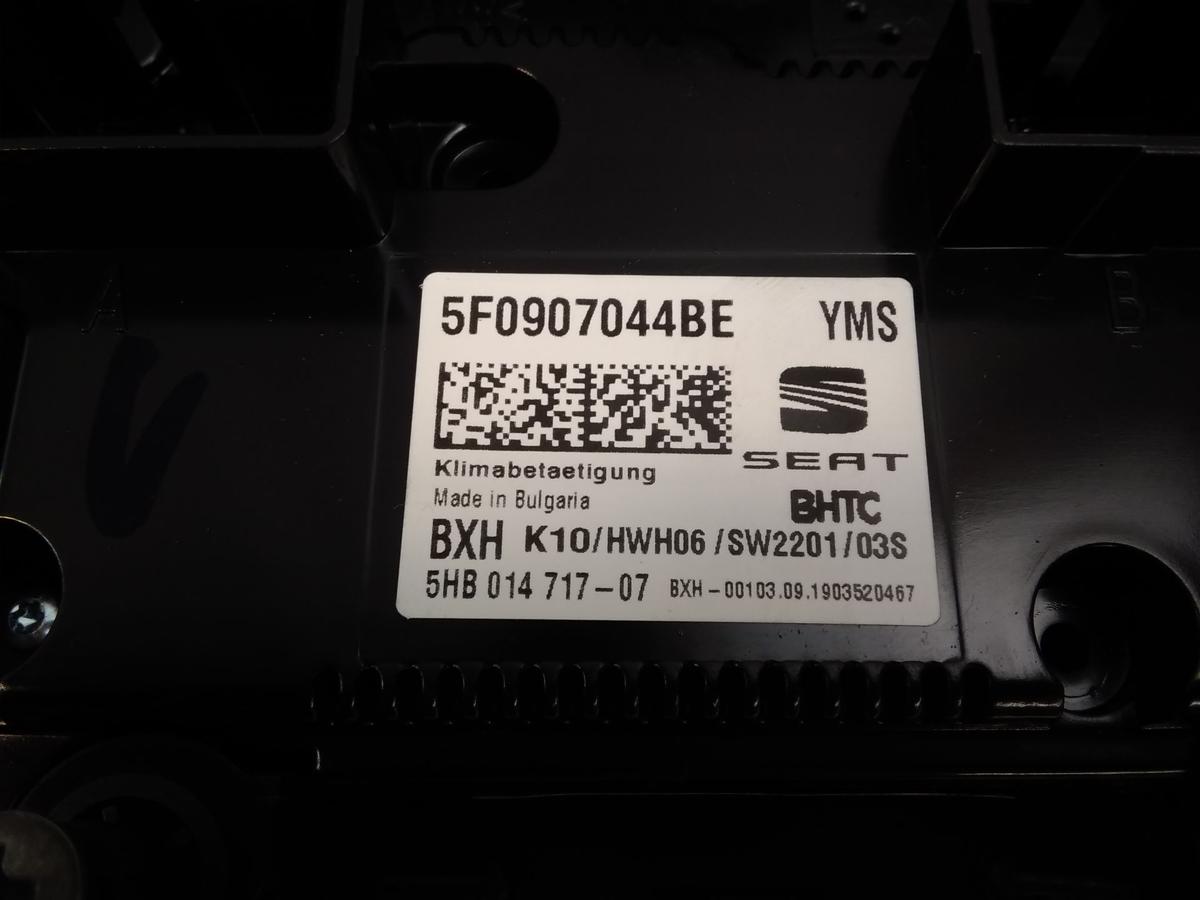 5F0907044BE YMS
SEAT
Klimabetaetigung
Made in Bulgaria BHTC
BXH K10/HWH06 /SW2201/03S
5HB 014 717-07 BXH-00103.09.1903520467
A
B